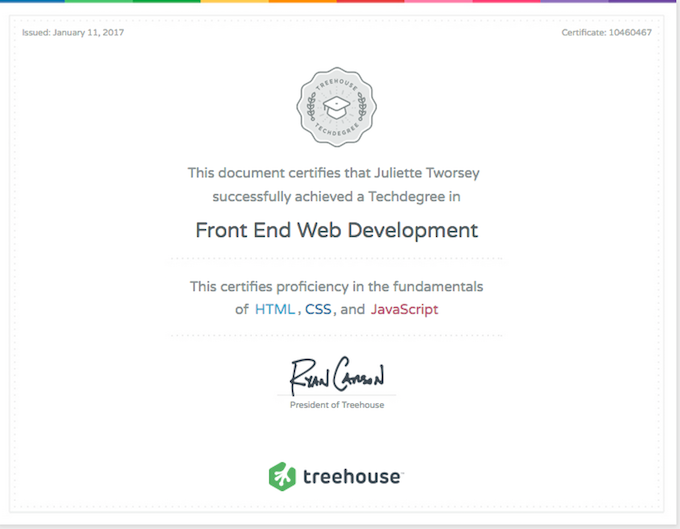 Issued: January 11, 2017
Certificate: 10460467
TREEHOUSE
TECHDEGREE
This document certifies that Juliette Tworsey
successfully achieved a Techdegree in
Front End Web Development
This certifies proficiency in the fundamentals
of HTML, CSS, and JavaScript
Ryan Carson
President of Treehouse
treehouse™